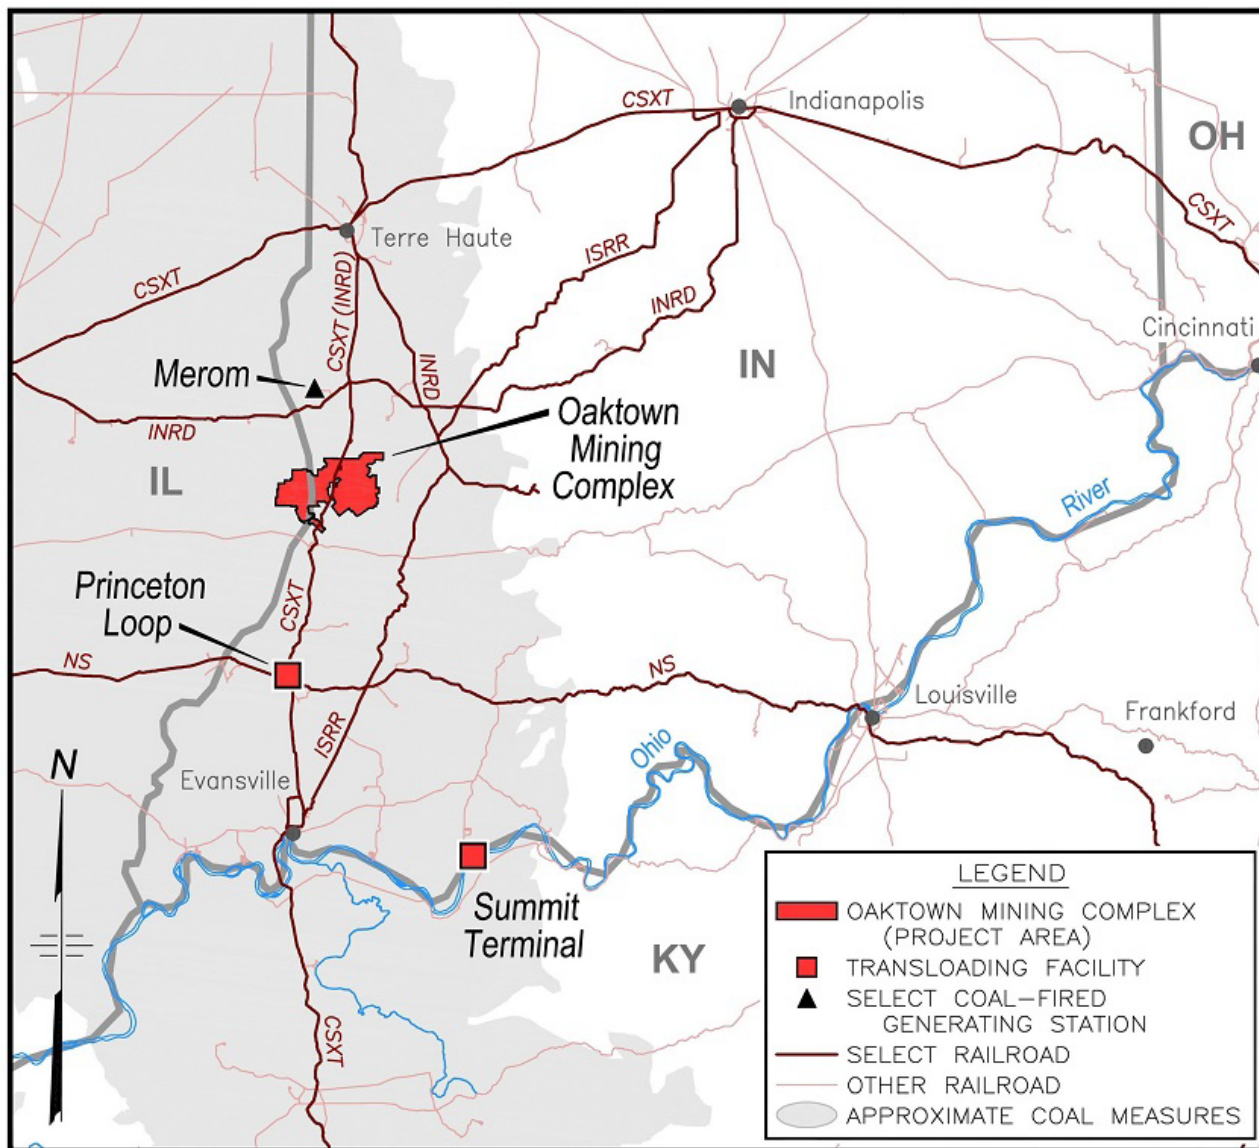 CSXT
Indianapolis
OH
CSXT
Terre Haute
ISRR
CSXT
CSXT (INRD)
INRD
Cincinnati
Merom
INRD
IN
Oaktown
Mining
Complex
INRD
IL
River
Princeton
Loop
CSXT
NS
NS
Louisville
Frankford
ISRR
Ohio
N
Evansville
Summit
Terminal
KY
CSXT
LEGEND
OAKTOWN MINING COMPLEX
(PROJECT AREA)
TRANSLOADING FACILITY
SELECT COAL-FIRED
GENERATING STATION
SELECT RAILROAD
OTHER RAILROAD
APPROXIMATE COAL MEASURES